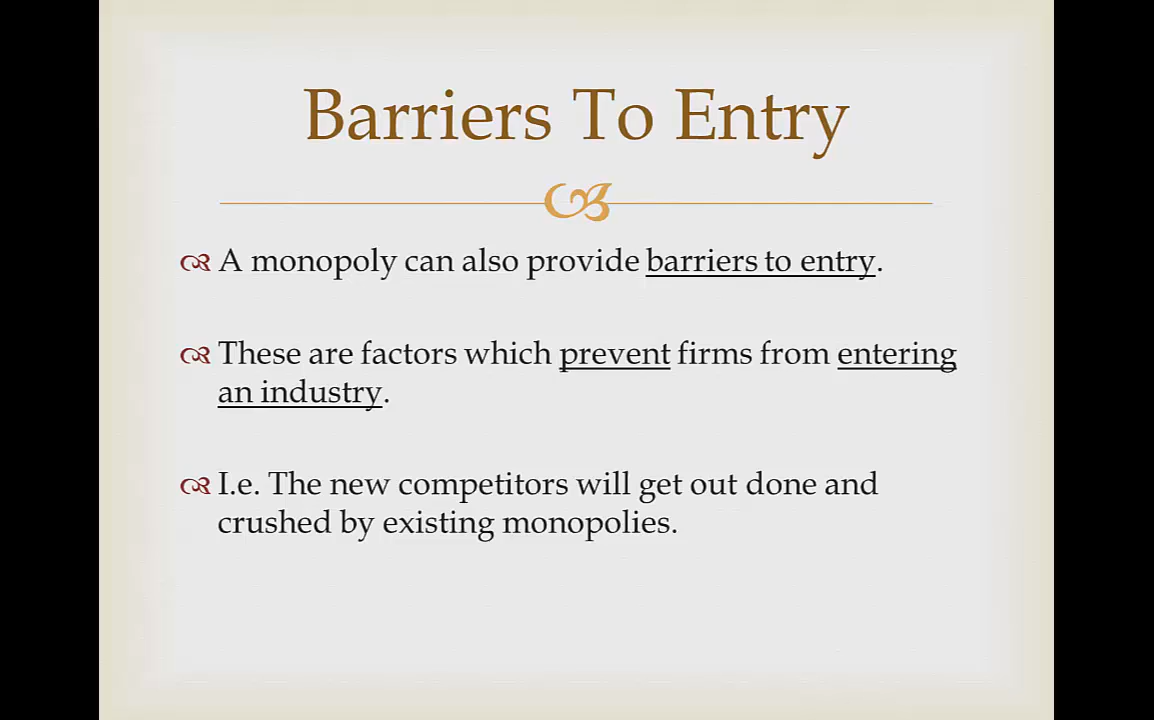 Barriers To Entry
A monopoly can also provide barriers to entry.
These are factors which prevent firms from entering
an industry.
I.e. The new competitors will get out done and
crushed by existing monopolies.